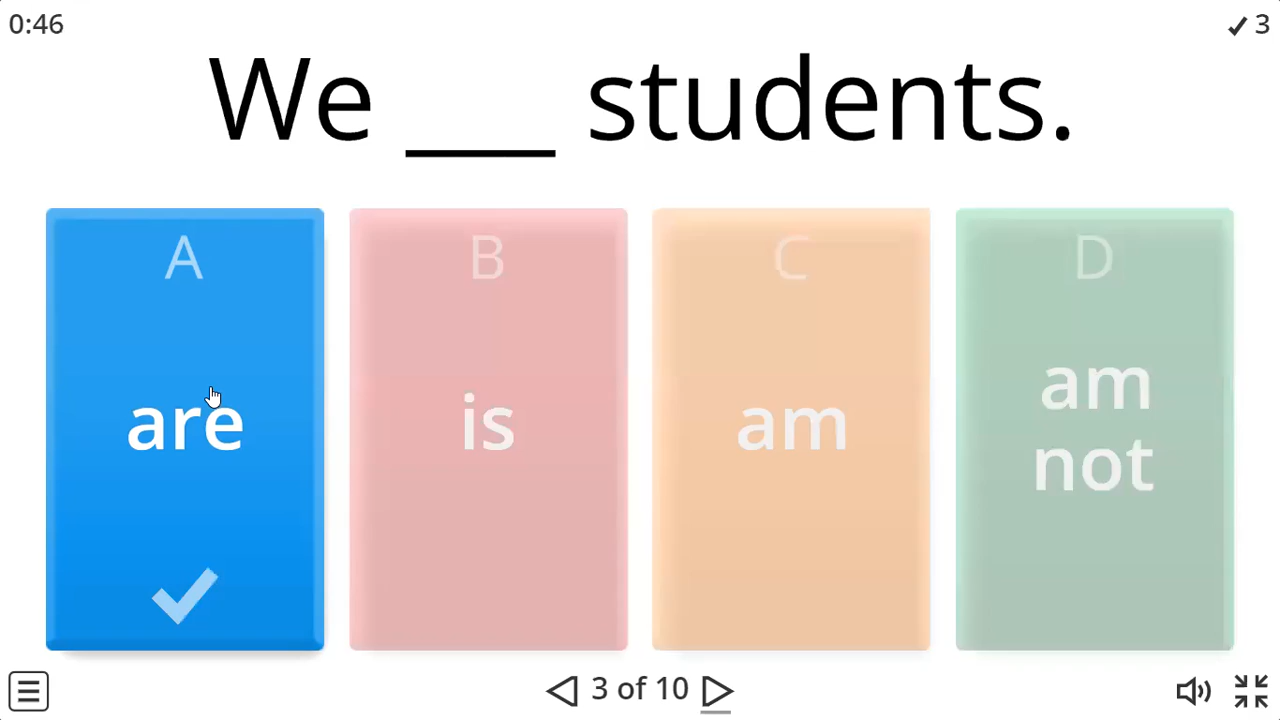 0:46
3
We ___ students.
A
B
C
D
are
is
am
am
not
3 of 10